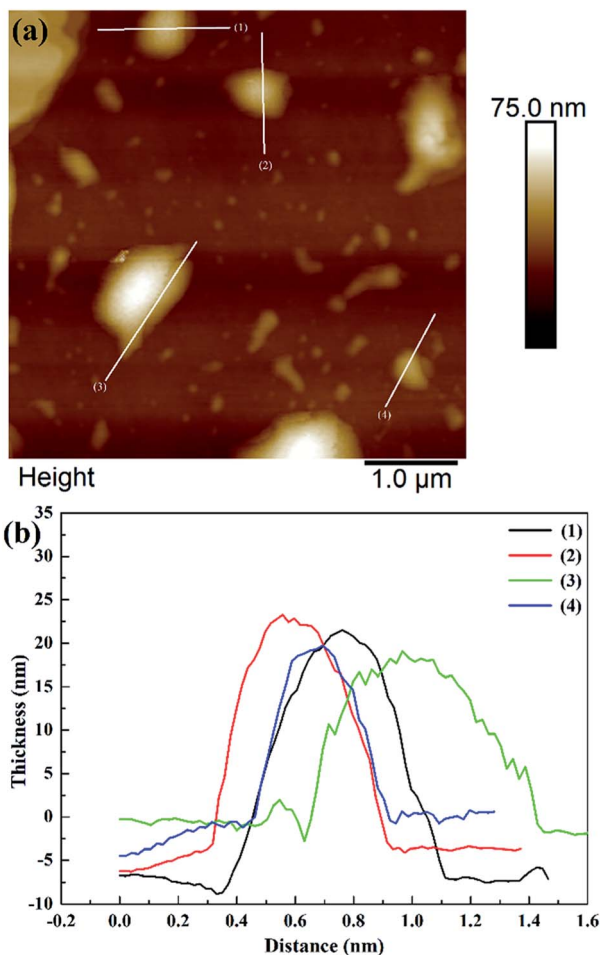 (a)
(1)
(2)
(3)
(4)
75.0 nm
Height
1.0 µm
(b)
35
30
25
20
15
10
5
0
-5
-10
Thickness (nm)
(1)
(2)
(3)
(4)
-0.2 0.0 0.2 0.4 0.6 0.8 1.0 1.2 1.4 1.6
Distance (nm)